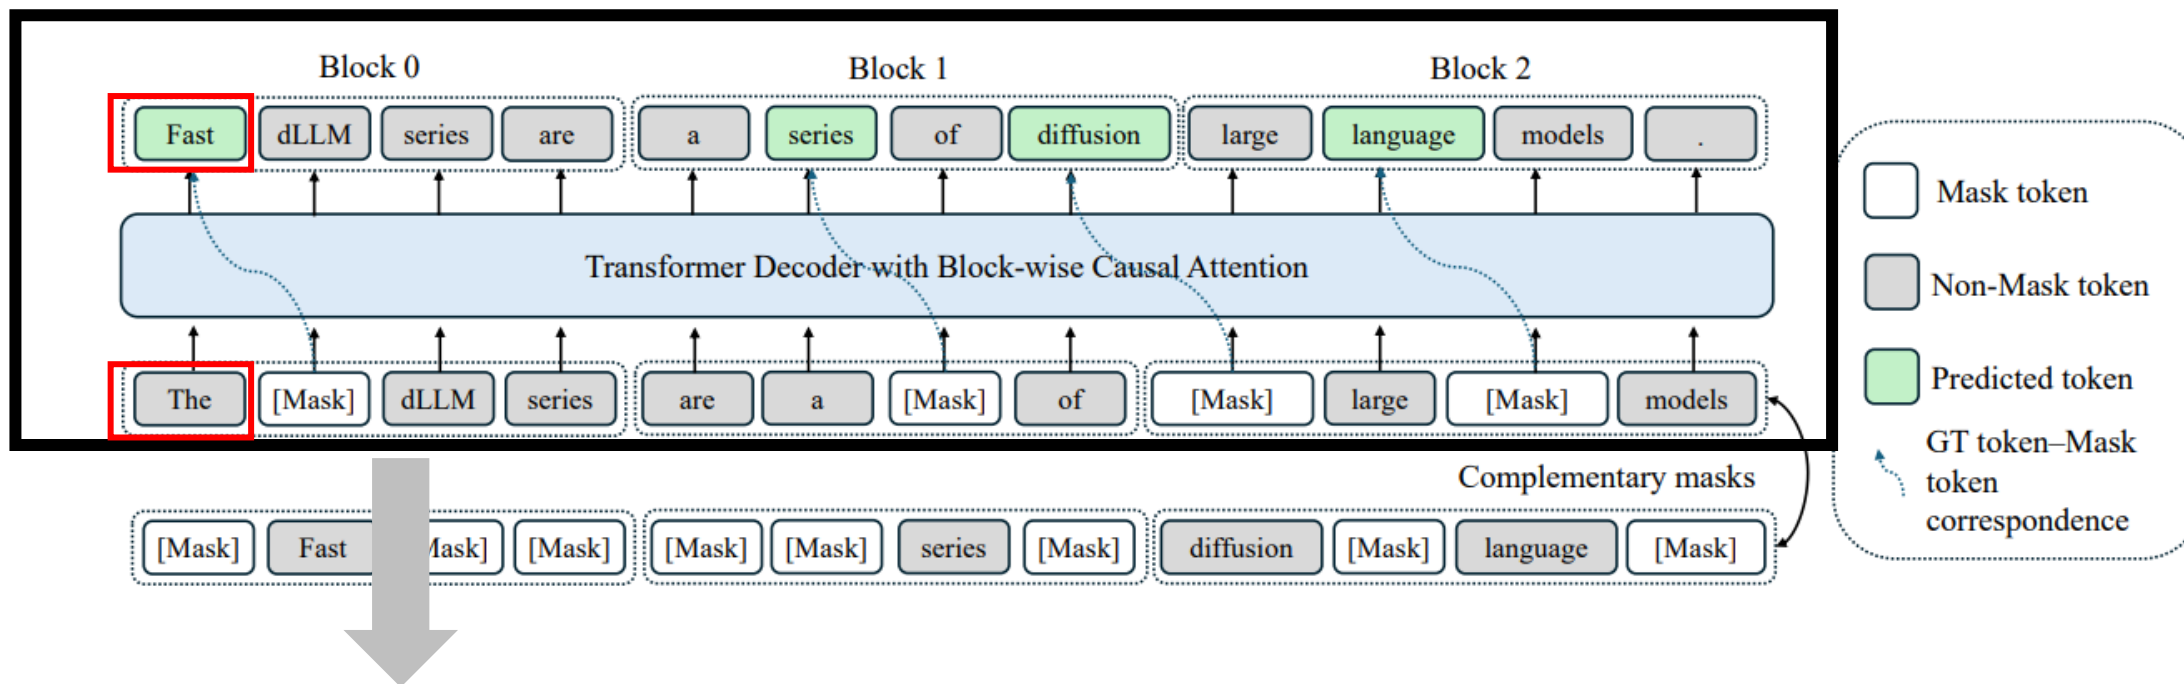 Block 0 Block 1 Block 2
Fast dLLM series are a series of diffusion large language models .
Transformer Decoder with Block-wise Causal Attention
The [Mask] dLLM series are a [Mask] of [Mask] large [Mask] models
Complementary masks
[Mask] Fast Mask] [Mask] [Mask] [Mask] series [Mask] diffusion [Mask] language [Mask]
Mask token
Non-Mask token
Predicted token
GT token–Mask
token
correspondence